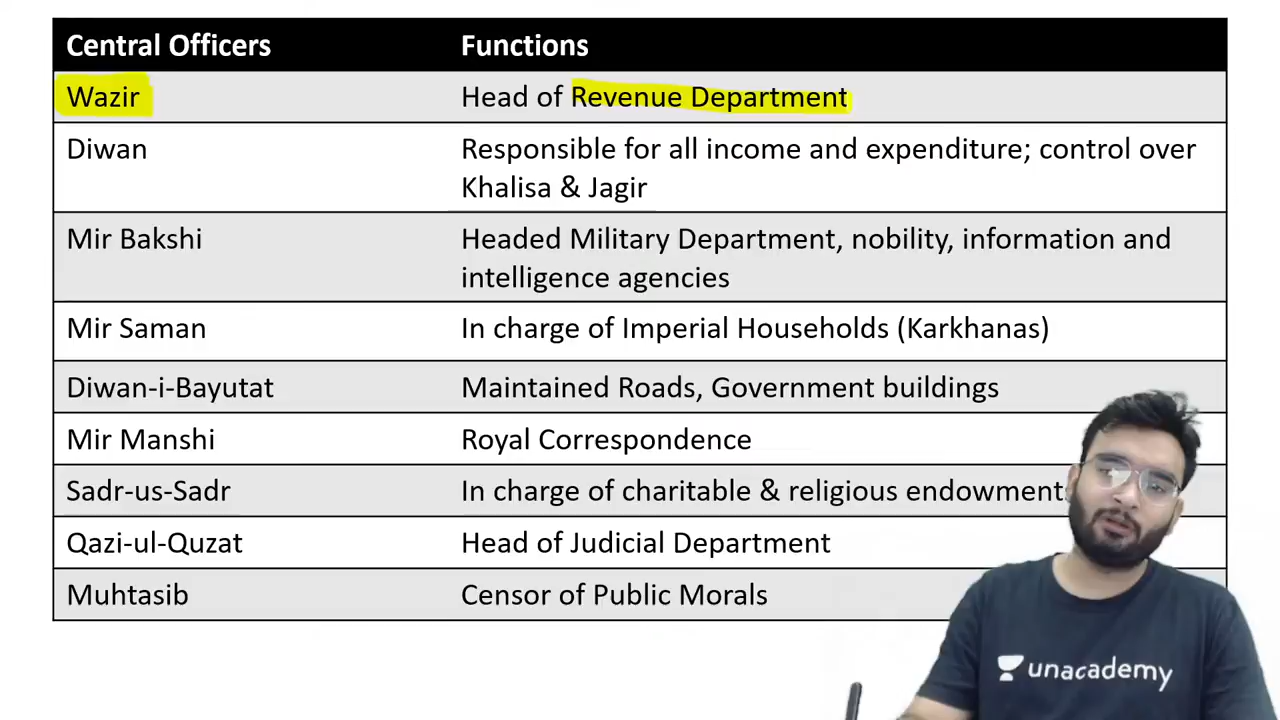 Central Officers Functions
Wazir Head of Revenue Department
Diwan Responsible for all income and expenditure; control over
Khalisa & Jagir
Mir Bakshi Headed Military Department, nobility, information and
intelligence agencies
Mir Saman In charge of Imperial Households (Karkhanas)
Diwan-i-Bayutat Maintained Roads, Government buildings
Mir Manshi Royal Correspondence
Sadr-us-Sadr In charge of charitable & religious endowment
Qazi-ul-Quzat Head of Judicial Department
Muhtasib Censor of Public Morals
unacademy